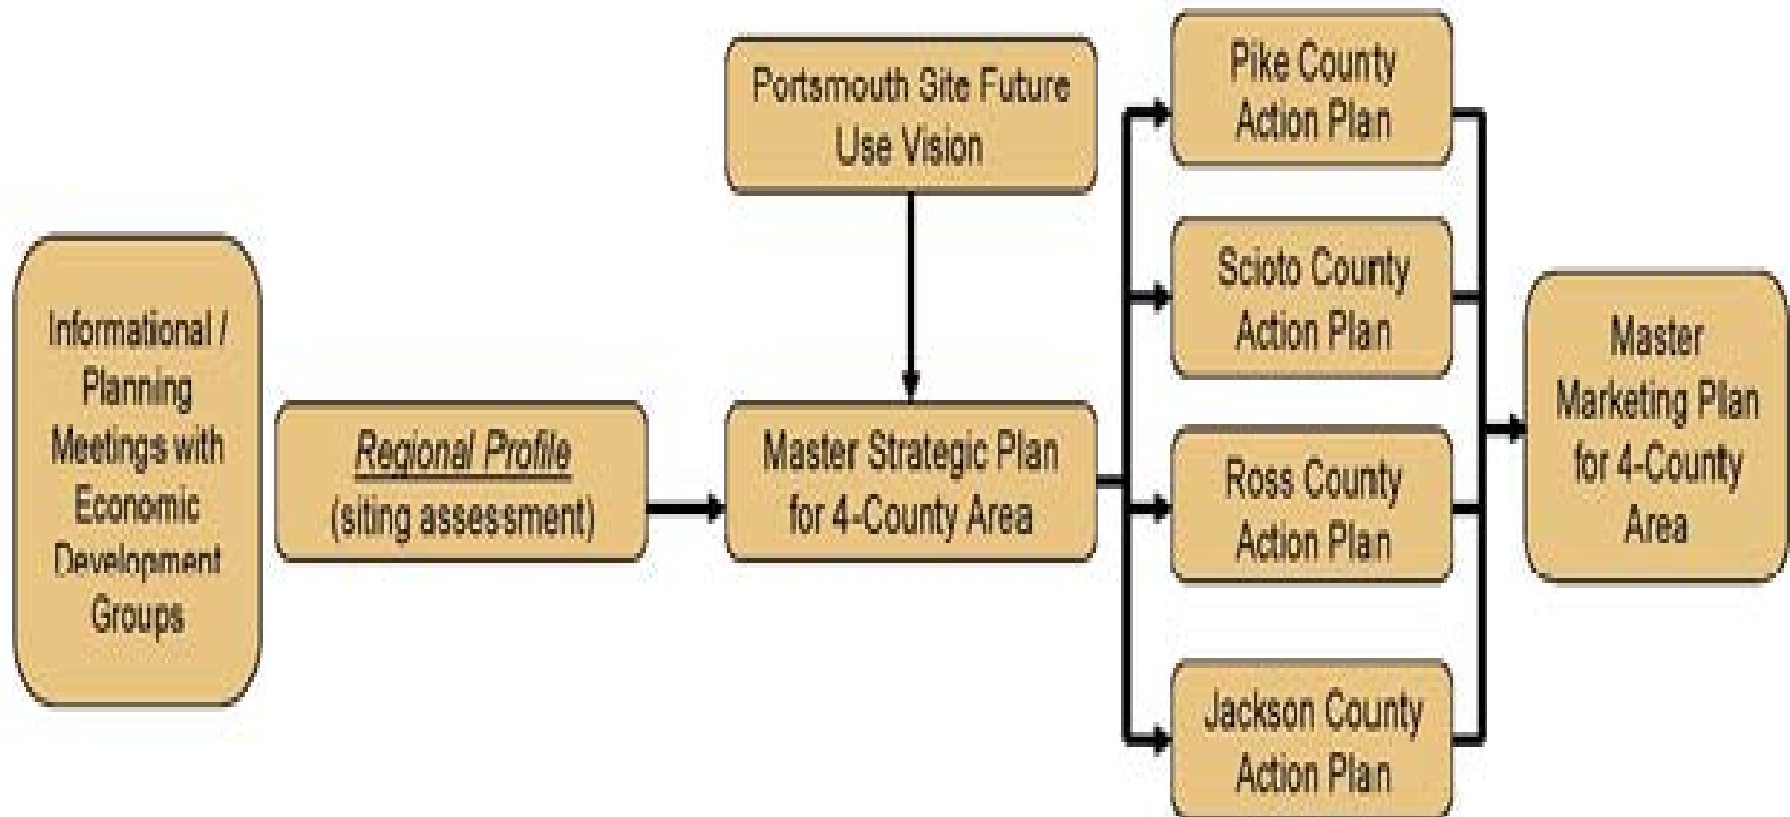 Informational /
Planning
Meetings with
Economic
Development
Groups
Regional Profile
(siting assessment)
Portsmouth Site Future
Use Vision
Master Strategic Plan
for 4-County Area
Pike County
Action Plan
Scioto County
Action Plan
Ross County
Action Plan
Jackson County
Action Plan
Master
Marketing Plan
for 4-County
Area